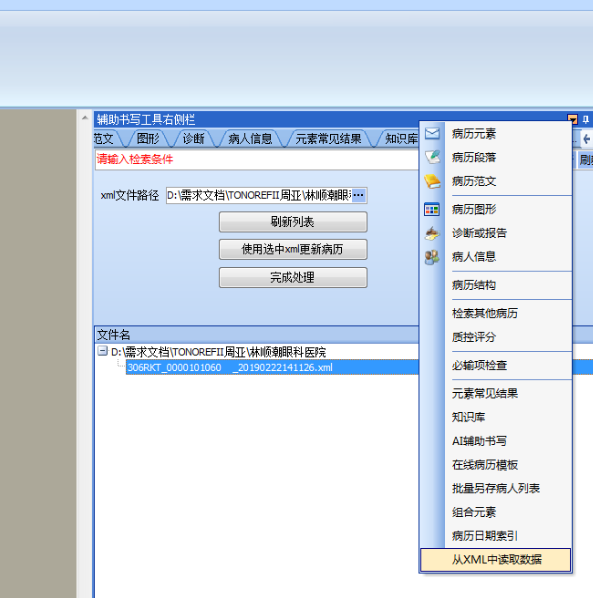 辅助书写工具右侧栏
范文 图形 诊断 病人信息 元素常见结果 知识库
请输入检索条件
xml文件路径 D:\需求文档\TONOREFII周亚\林顺朝眼 ...
刷新列表
使用选中xml更新病历
完成处理
文件名
D:\需求文档\TONOREFII周亚\林顺朝眼科医院
306RKT_0000101060 _20190222141126.xml
病历元素
病历段落
病历范文
病历图形
诊断或报告
病人信息
病历结构
检索其他病历
质控评分
必输项检查
元素常见结果
知识库
AI辅助书写
在线病历模板
批量另存病人列表
组合元素
病历日期索引
从XML中读取数据